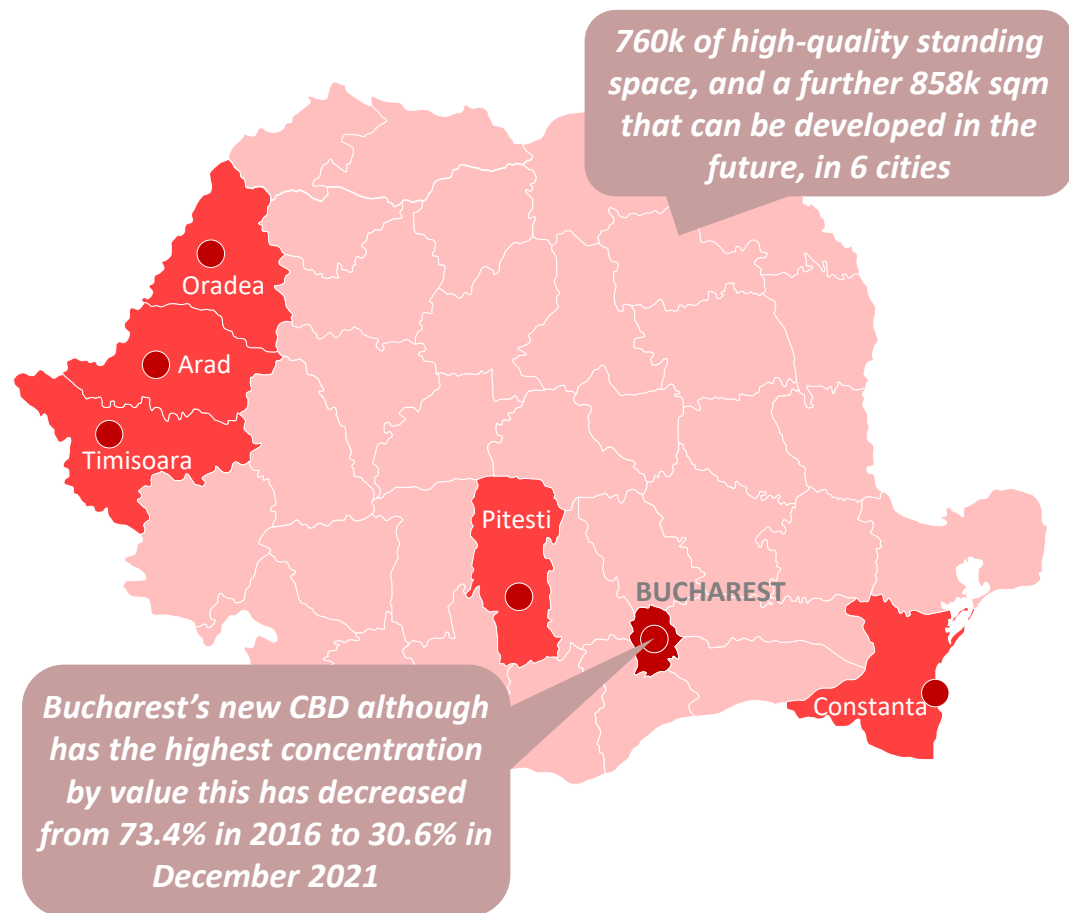 760k of high-quality standing
space, and a further 858k sqm
that can be developed in the
future, in 6 cities
Oradea
Arad
Timisoara
Pitesti
BUCHAREST
Constanta
Bucharest’s new CBD although
has the highest concentration
by value this has decreased
from 73.4% in 2016 to 30.6% in
December 2021